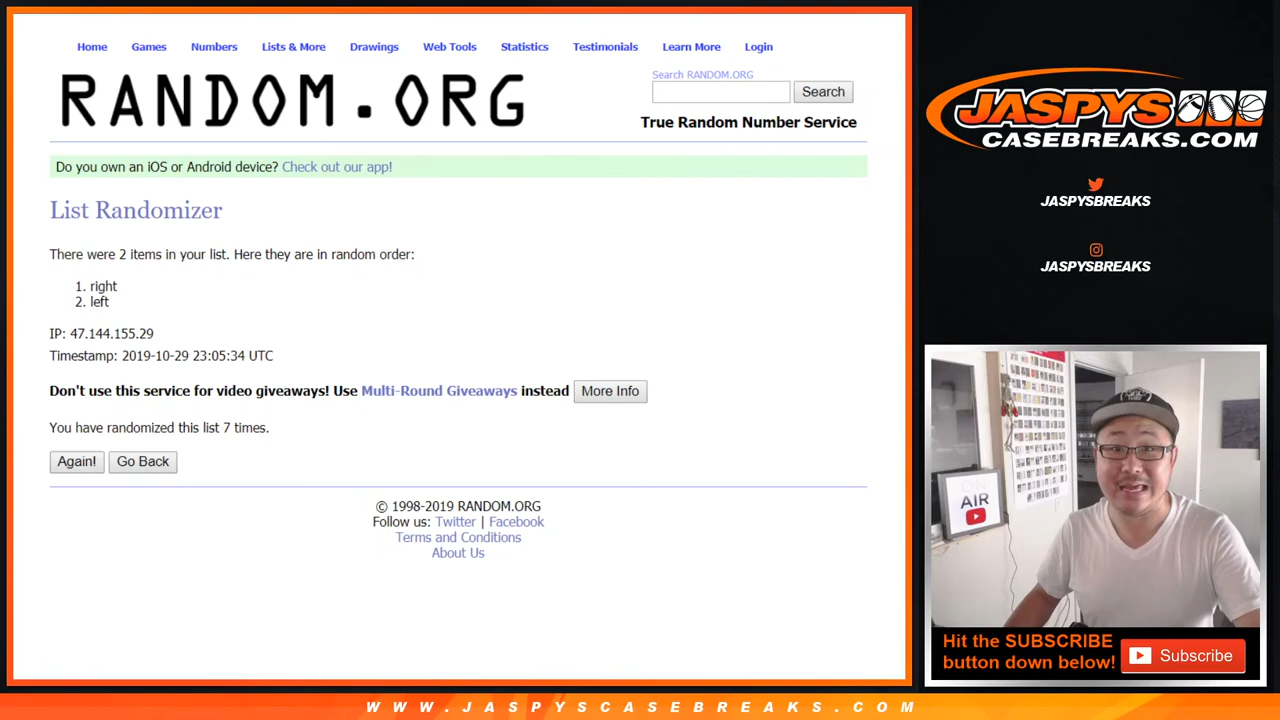 Home Games Numbers Lists & More Drawings Web Tools Statistics Testimonials Learn More Login
RANDOM.ORG
Search RANDOM.ORG
Search
True Random Number Service
Do you own an iOS or Android device? Check out our app!
List Randomizer
There were 2 items in your list. Here they are in random order:
1. right
2. left
IP: 47.144.155.29
Timestamp: 2019-10-29 23:05:34 UTC
Don't use this service for video giveaways! Use Multi-Round Giveaways instead More Info
You have randomized this list 7 times.
Again! Go Back
© 1998-2019 RANDOM.ORG
Follow us: Twitter | Facebook
Terms and Conditions
About Us
JASPYS
CASEBREAKS.COM
JASPYSBREAKS
JASPYSBREAKS
ON
AIR
Hit the SUBSCRIBE
button down below!
Subscribe
WWW.JASPYSCASEBREAKS.COM